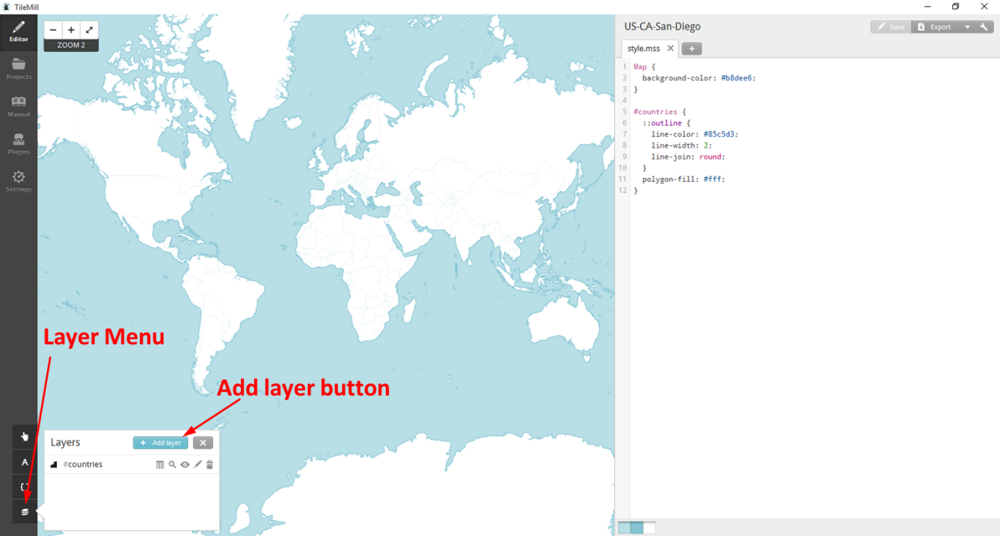 TileMill
Editor
Projects
Manual
Plugins
Settings
− + 
ZOOM 2
Layer Menu
Add layer button
A
Layers
+ Add layer
#countries
US-CA-San-Diego
Save
Export
style.mss
+
1 Map {
2 background-color: #b8dee6;
3 }
4
5 #countries {
6 ::outline {
7 line-color: #85c5d3;
8 line-width: 2;
9 line-join: round;
10 }
11 polygon-fill: #fff;
12 }